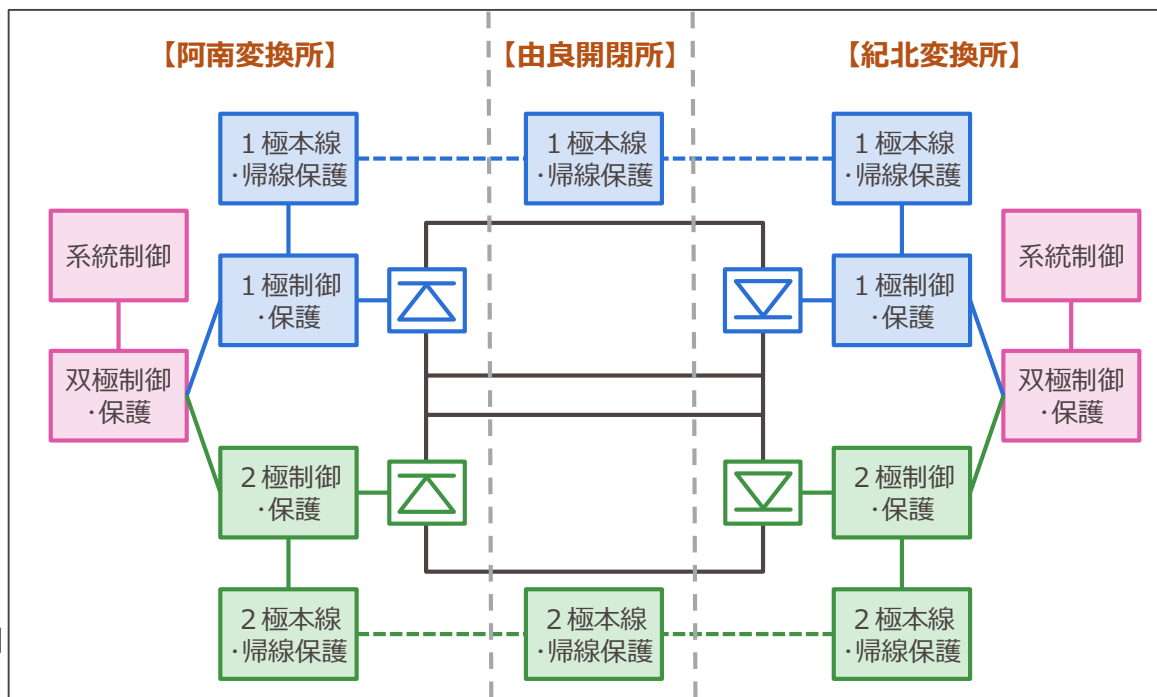 【阿南変換所】
【由良開閉所】
【紀北変換所】
１極本線
・帰線保護
１極本線
・帰線保護
１極本線
・帰線保護
系統制御
１極制御
・保護
１極制御
・保護
系統制御
双極制御
・保護
双極制御
・保護
２極制御
・保護
２極制御
・保護
２極本線
・帰線保護
２極本線
・帰線保護
２極本線
・帰線保護